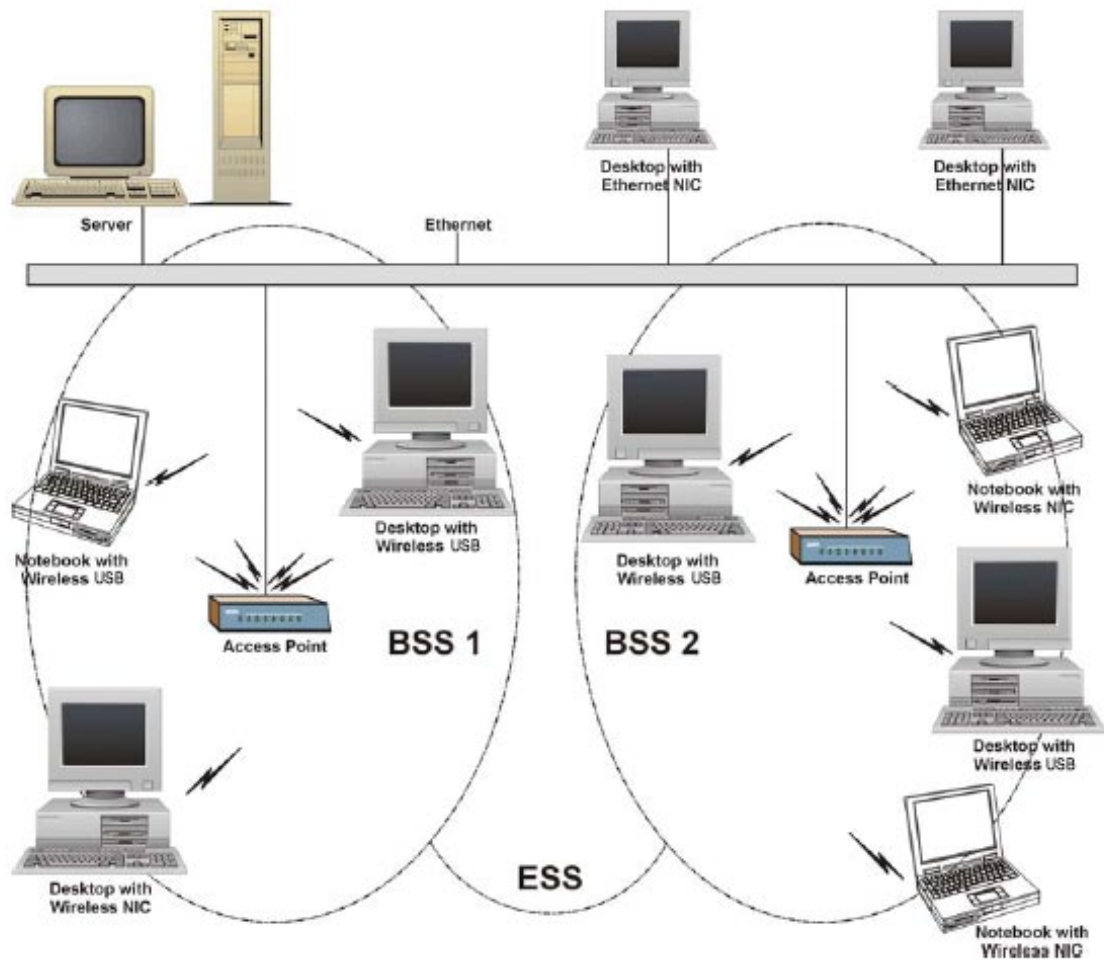 Desktop with
Ethernet NIC
Desktop with
Ethernet NIC
Server
Ethernet
Notebook with
Wireless USB
Desktop with
Wireless USB
Access Point
BSS 1
Desktop with
Wireless NIC
Desktop with
Wireless USB
BSS 2
Access Point
Notebook with
Wireless NIC
Desktop with
Wireless USB
Notebook with
Wireless NIC
ESS